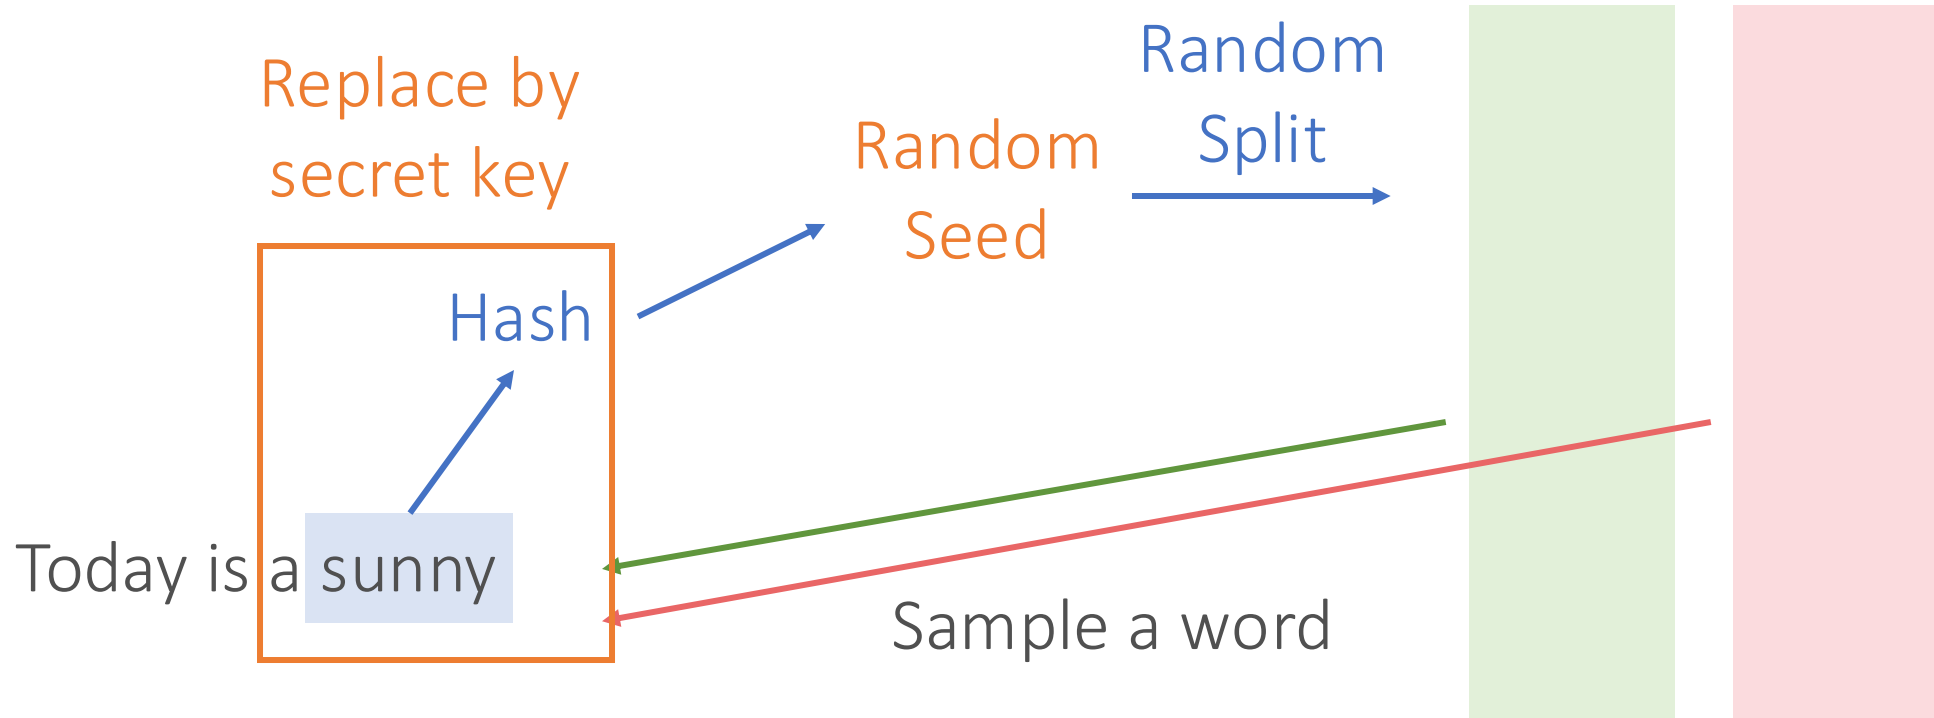 Replace by
secret key
Random
Seed
Random
Split
Hash
Today is a sunny
Sample a word